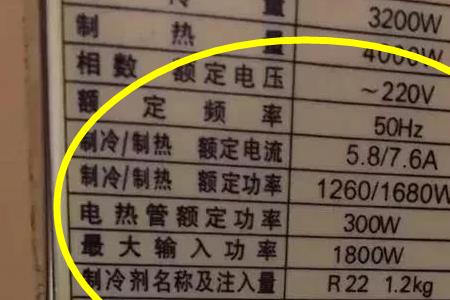 冷 量 3200W
制 热 量 4000W
相数 额定电压 ~220V
额 定 频 率 50Hz
制冷/制热 额定电流 5.8/7.6A
制冷/制热 额定功率 1260/1680W
电热管额定功率 300W
最大输入功率 1800W
制冷剂名称及注入量 R22 1.2kg